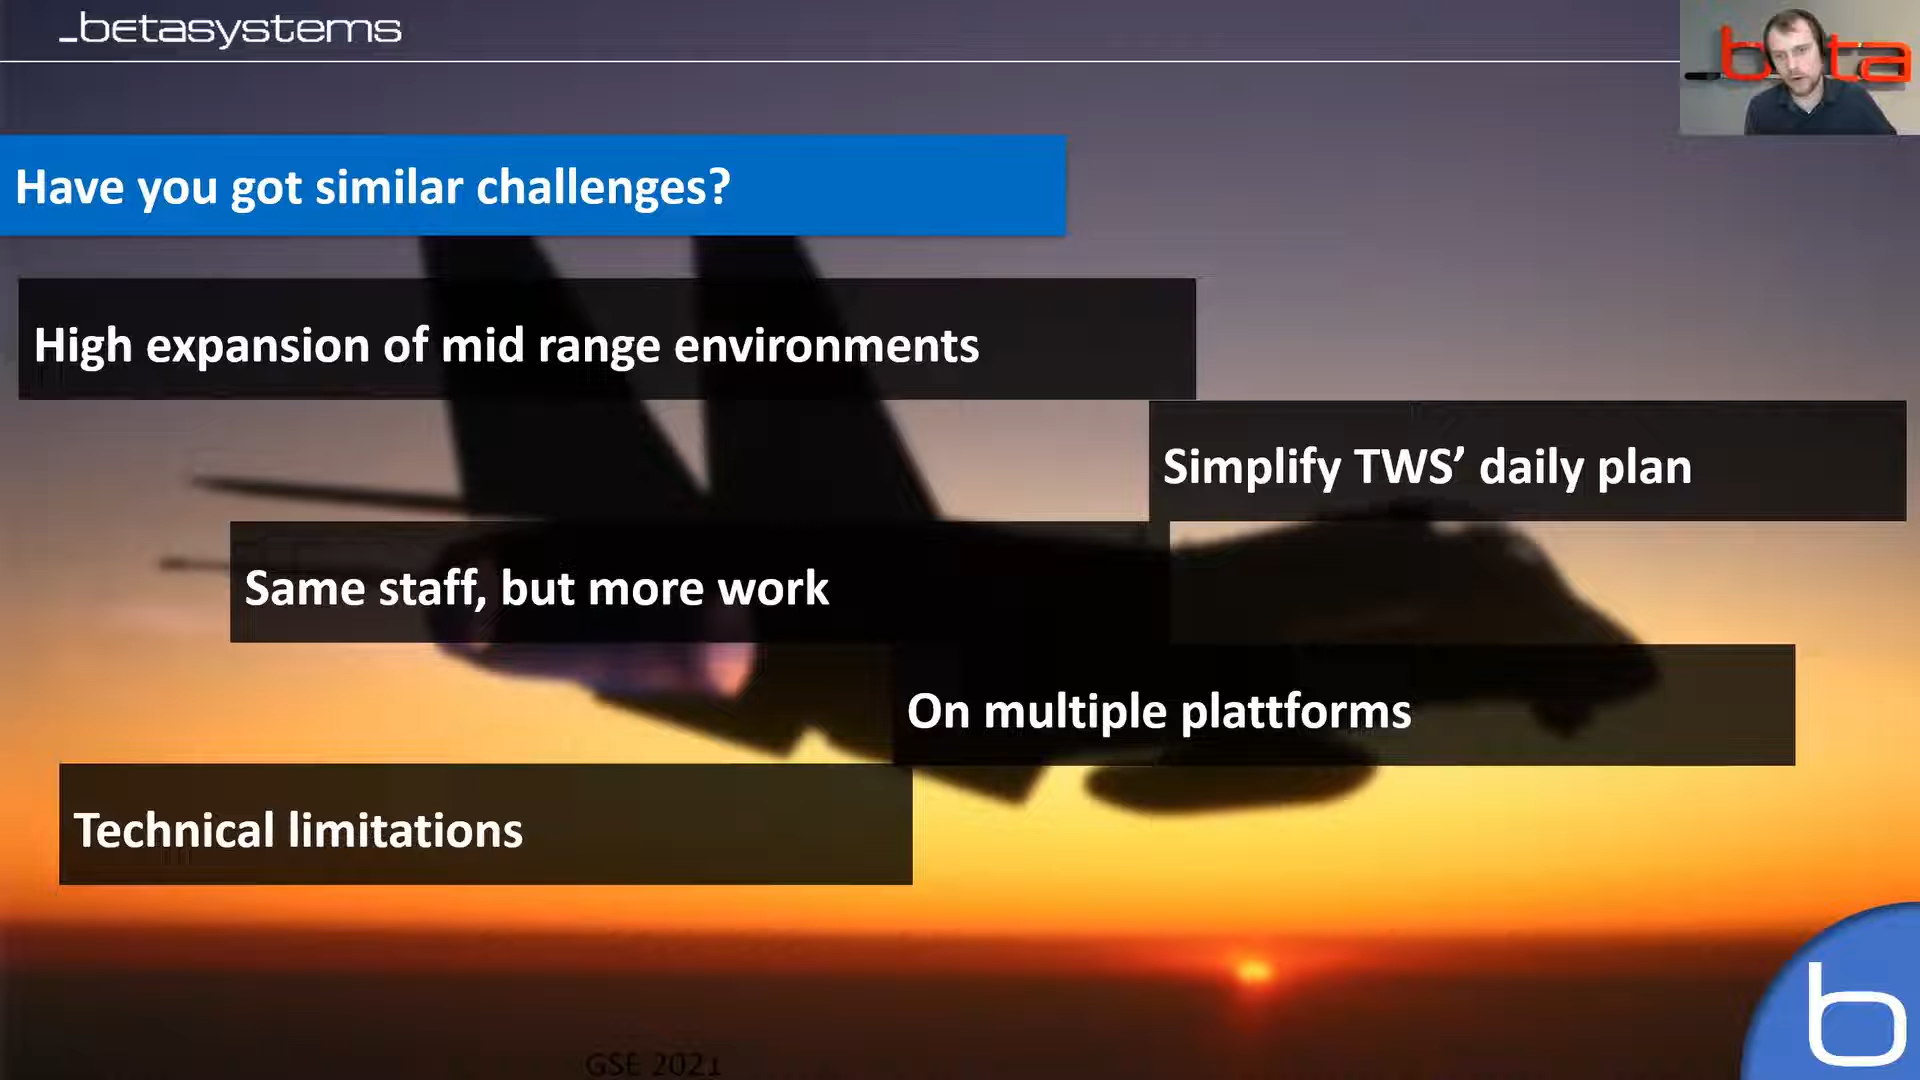 _betasystems
beta
Have you got similar challenges?
High expansion of mid range environments
Simplify TWS’ daily plan
Same staff, but more work
On multiple plattforms
Technical limitations
GSE 2021
b